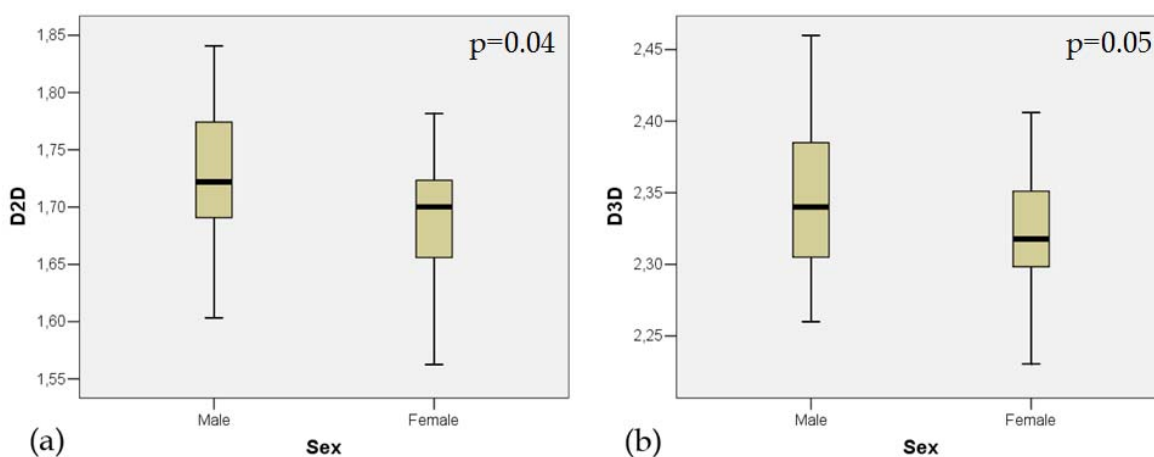 p=0.04
1,85
1,80
1,75
1,70
1,65
1,60
1,55
D2D
Male
Female
Sex
(a)
p=0.05
2,45
2,40
2,35
2,30
2,25
D3D
Male
Female
Sex
(b)